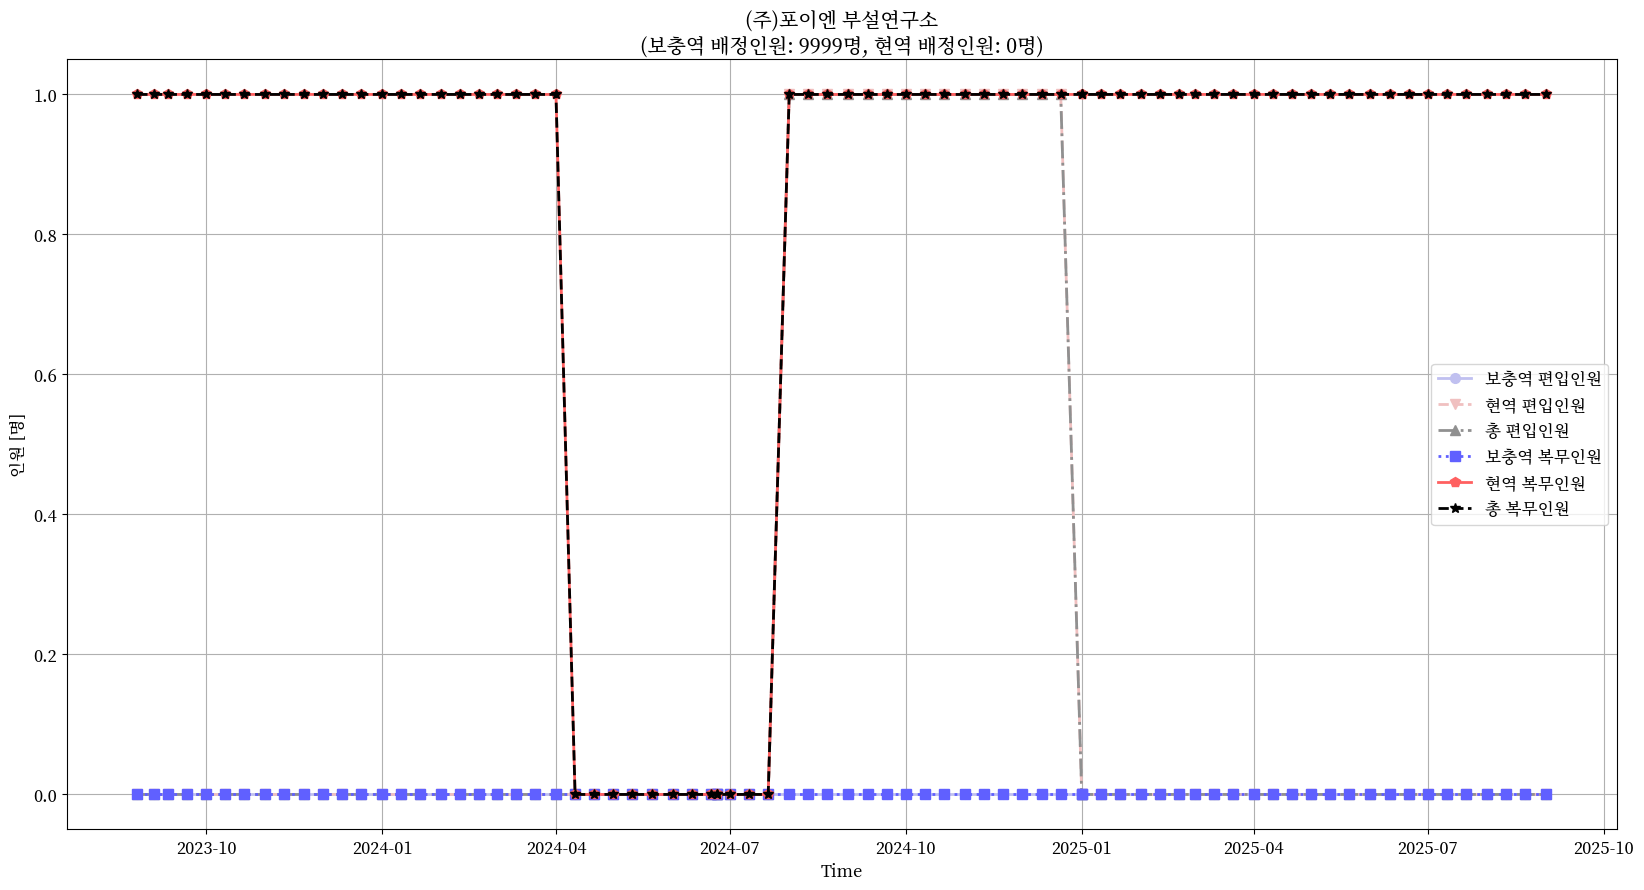 (주)포이엔 부설연구소
(보충역 배정인원: 9999명, 현역 배정인원: 0명)
인원 [명]
1.0
0.8
0.6
0.4
0.2
0.0
보충역 편입인원
현역 편입인원
총 편입인원
보충역 복무인원
현역 복무인원
총 복무인원
2023-10
2024-01
2024-04
2024-07
2024-10
2025-01
2025-04
2025-07
2025-10
Time